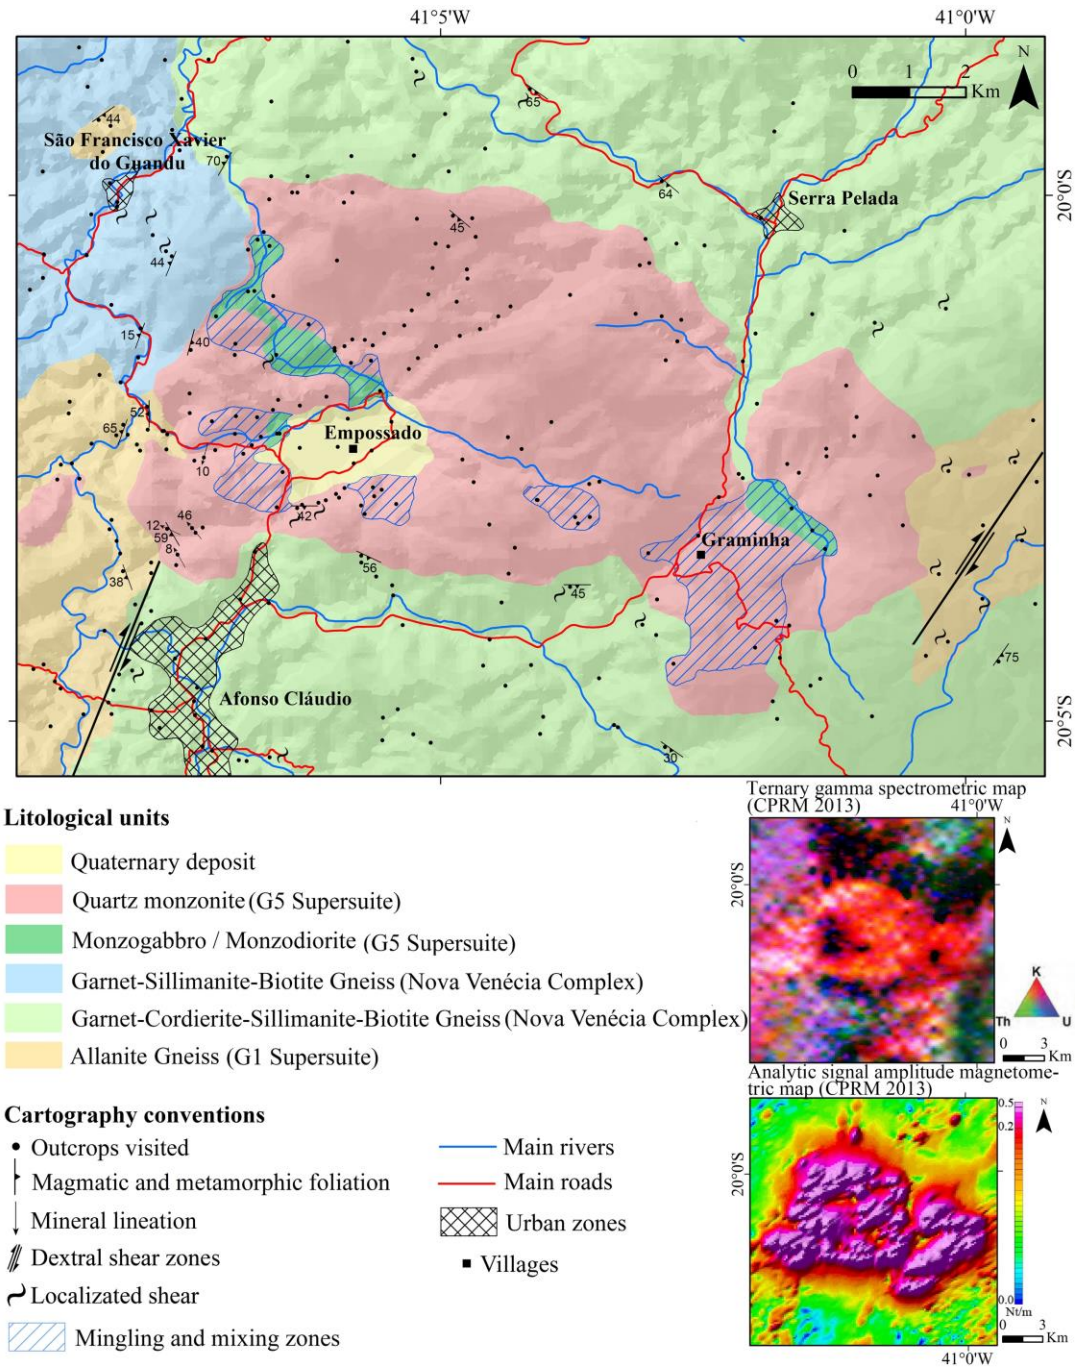 41°5'W
41°0'W
N
0 1 2
Km
44
65
São Francisco Xavier
do Guandu
70
64
20°0'S
Serra Pelada
45
44
15
40
52
65
Empossado
10
42
12
46
59
8
Graminha
56
38
45
75
Afonso Cláudio
20°5'S
30
Litological units
Quaternary deposit
Quartz monzonite (G5 Supersuite)
Monzogabbro / Monzodiorite (G5 Supersuite)
Garnet-Sillimanite-Biotite Gneiss (Nova Venécia Complex)
Garnet-Cordierite-Sillimanite-Biotite Gneiss (Nova Venécia Complex)
Allanite Gneiss (G1 Supersuite)
Cartography conventions
Outcrops visited
Magmatic and metamorphic foliation
Mineral lineation
Dextral shear zones
Localizated shear
Mingling and mixing zones
Main rivers
Main roads
Urban zones
Villages
Ternary gamma spectrometric map
(CPRM 2013)
41°0'W
N
20°0'S
K
Th U
0 3
Km
Analytic signal amplitude magnetome-
tric map (CPRM 2013)
0.5
0.2
N
20°0'S
0.0
Nt/m
0 3
Km
41°0'W